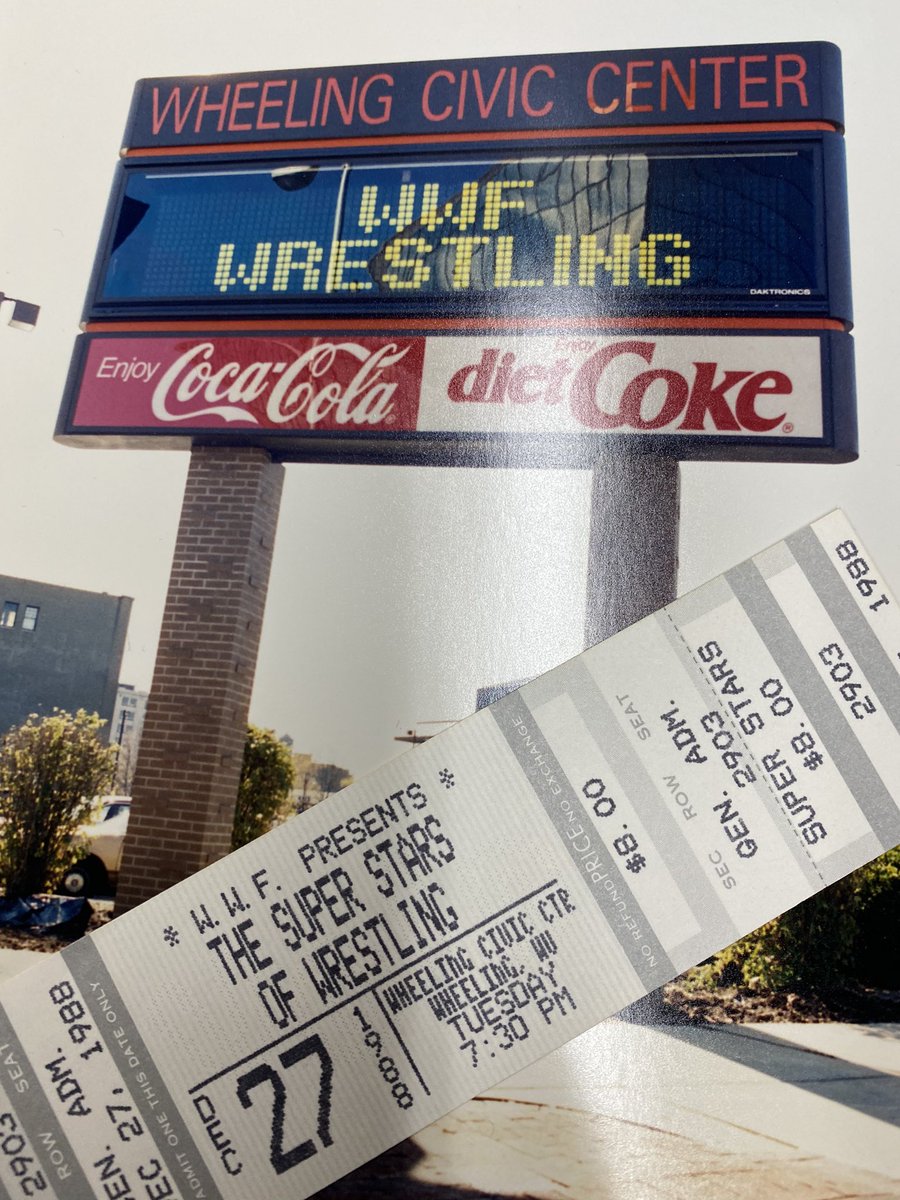 WHEELING CIVIC CENTER
WWF
WRESTLING
DAKTRONICS
Enjoy
Coca-Cola
®
Enjoy
diet Coke
®
* W.W.F. PRESENTS *
THE SUPER STARS
OF WRESTLING
DEC
27
1988
WHEELING CIVIC CTR
WHEELING, WV
TUESDAY
7:30 PM
NO REFUND PRICE NO EXCHANGE
$8.00
SEC ROW SEAT
GEN. ADM.
2903
SUPER STARS
$8.00
2903
1988
ADMIT ONE THIS DATE ONLY
DEC 27, 1988
GEN. ADM.
ROW SEAT
2903